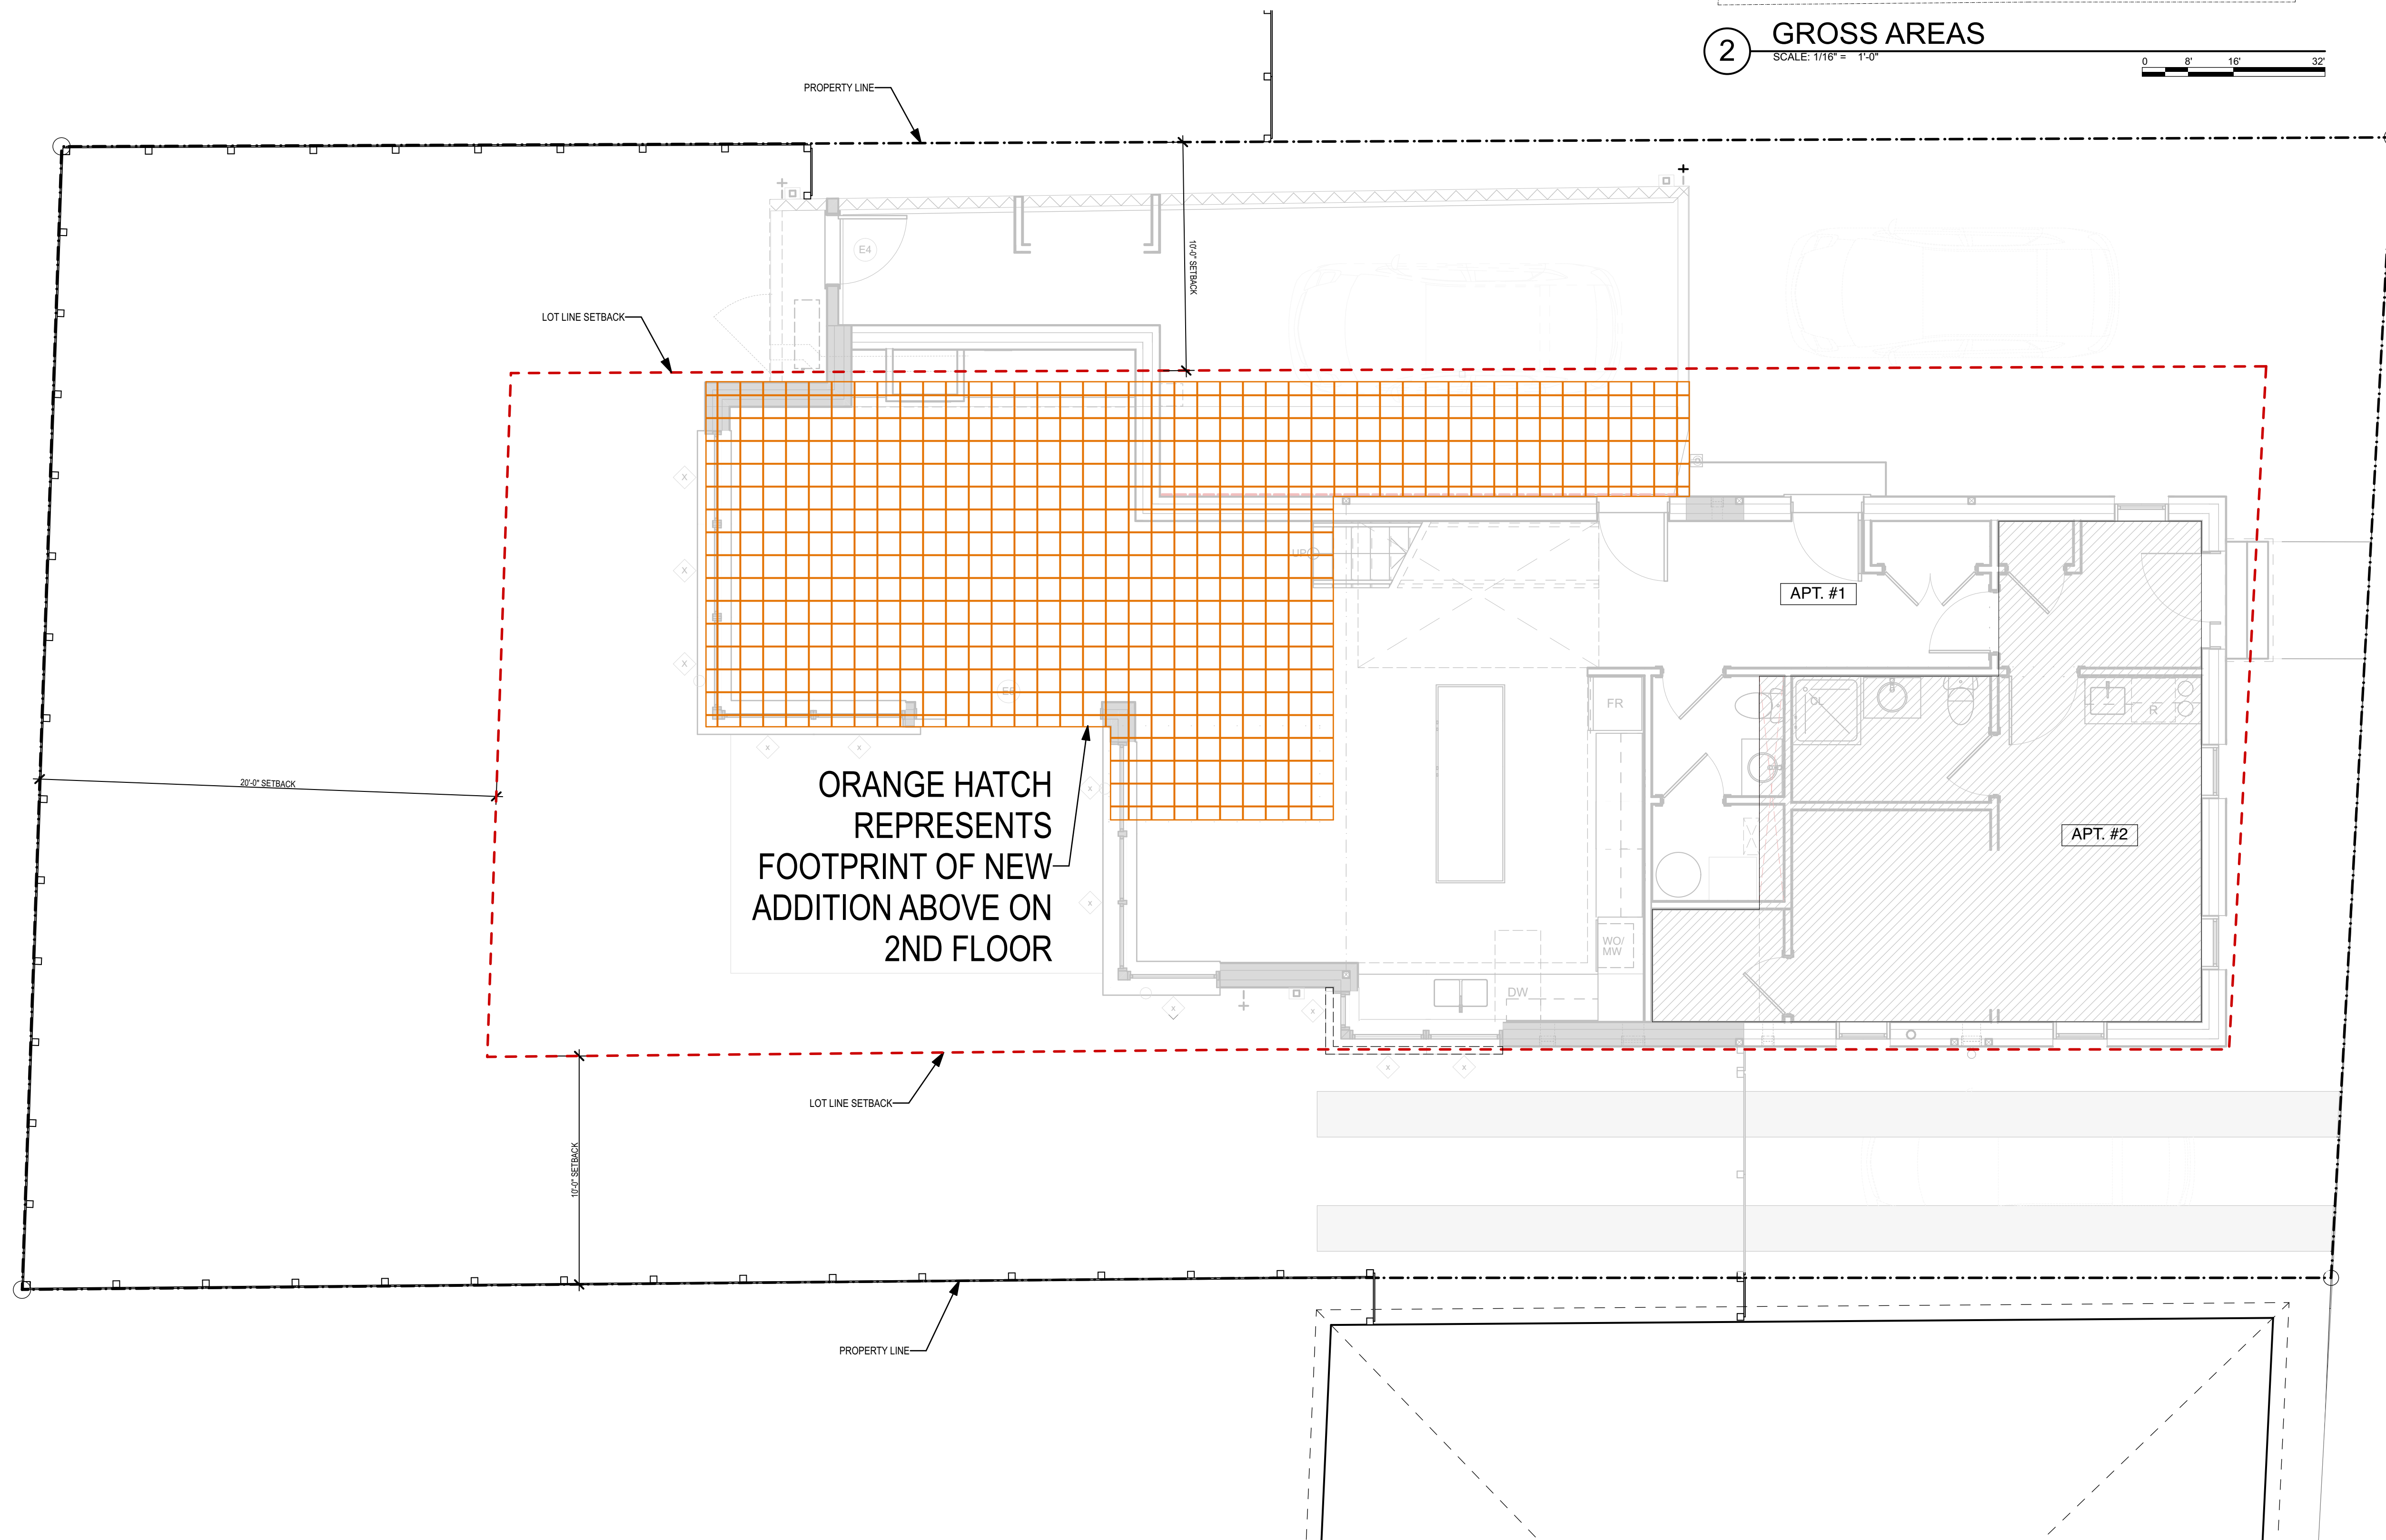 2
GROSS AREAS
SCALE: 1/16" = 1'-0"
0 8' 16' 32'
PROPERTY LINE
E4
10'-0" SETBACK
LOT LINE SETBACK
X
X
UP
APT. #1
X
E5
FR
R
X
X
20'-0" SETBACK
X
ORANGE HATCH
REPRESENTS
FOOTPRINT OF NEW
ADDITION ABOVE ON
2ND FLOOR
APT. #2
X
WO/
MW
DW
X
X
X
X
LOT LINE SETBACK
10'-0" SETBACK
PROPERTY LINE